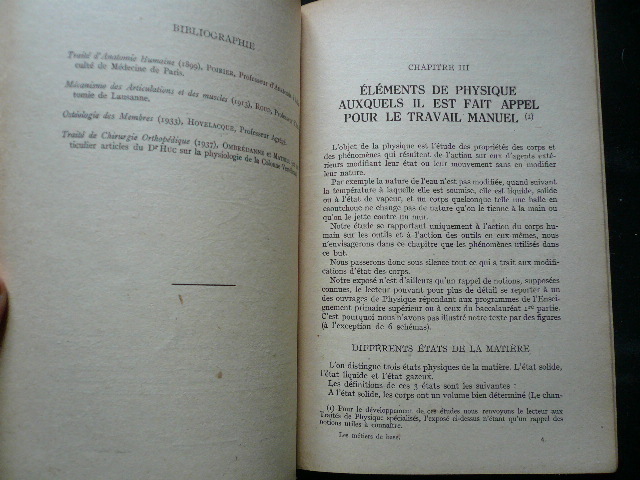 BIBLIOGRAPHIE
Traité d'Anatomie Humaine (1899), POIRIER, Professeur d'Anatomie
culté de Médecine de Paris.
Mécanisme des Articulations et des muscles (1913), ROUD,
tomie de Lausanne.
Ostéologie des Membres (1933), HOVELACQUE, Professeur Agrégé.
Traité de Chirurgie Orthopédique (1937), OMBRÉDANNE et
ticulier articles du Dr HUC sur la physiologie de la Colonne
CHAPITRE III
ÉLÉMENTS DE PHYSIQUE
AUXQUELS IL EST FAIT APPEL
POUR LE TRAVAIL MANUEL (1)
L'objet de la physique est l'étude des propriétés des corps et
des phénomènes qui résultent de l'action sur eux d'agents exté-
rieurs modifiant leur état ou leur mouvement sans en modifier
leur nature.
Par exemple la nature de l'eau n'est pas modifiée, quand suivant
la température à laquelle elle est soumise, elle est liquide, solide
ou à l'état de vapeur, et un corps quelconque telle une balle en
caoutchouc ne change pas de nature qu'on le tienne à la main ou
qu'on le jette contre un mur.
Notre étude se rapportant uniquement à l'action du corps hu-
main sur les outils et à l'action des outils en eux-mêmes, nous
n'envisagerons dans ce chapitre que les phénomènes utilisés dans
ce but.
Nous passerons donc sous silence tout ce qui a trait aux modifi-
cations d'état des corps.
Notre exposé n'est d'ailleurs qu'un rappel de notions, supposées
connues, le lecteur pouvant pour plus de détail se reporter à un
des ouvrages de Physique répondant aux programmes de l'Ensei-
gnement primaire supérieur ou à ceux du baccalauréat 1re partie.
C'est pourquoi nous n'avons pas illustré notre texte par des figures
(à l'exception de 6 schémas).
DIFFÉRENTS ÉTATS DE LA MATIÈRE
L'on distingue trois états physiques de la matière. L'état solide,
l'état liquide et l'état gazeux.
Les définitions de ces 3 états sont les suivantes :
A l'état solide, les corps ont un volume bien déterminé (Le chan-
(1) Pour le développement de ces études nous renvoyons le lecteur aux
Traités de Physique spécialisés, l'exposé ci-dessus n'étant qu'un rappel des
notions utiles à connaître.
Les métiers du bassi. 4.